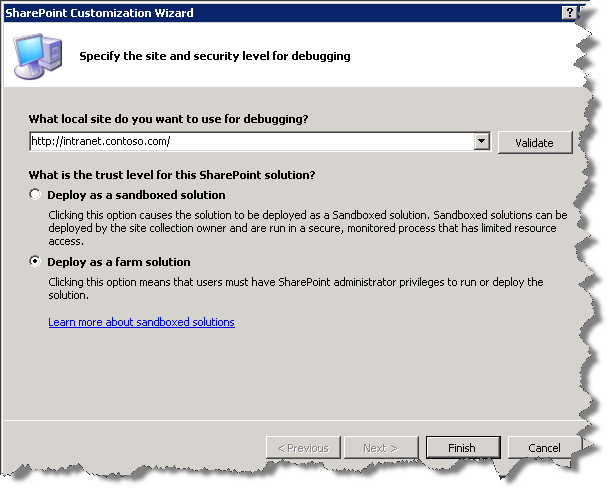 SharePoint Customization Wizard
?
Specify the site and security level for debugging
What local site do you want to use for debugging?
http://intranet.contoso.com/
Validate
What is the trust level for this SharePoint solution?
Deploy as a sandboxed solution
Clicking this option causes the solution to be deployed as a Sandboxed solution. Sandboxed solutions can be
deployed by the site collection owner and are run in a secure, monitored process that has limited resource
access.
Deploy as a farm solution
Clicking this option means that users must have SharePoint administrator privileges to run or deploy the
solution.
Learn more about sandboxed solutions
< Previous
Next >
Finish
Cancel